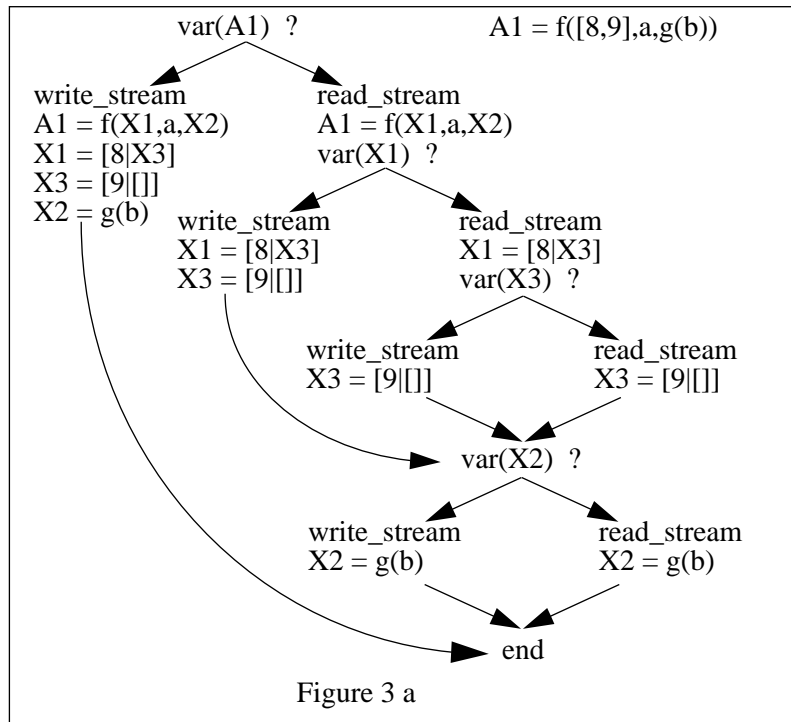 var(A1) ?
A1 = f([8,9],a,g(b))
write_stream
A1 = f(X1,a,X2)
X1 = [8|X3]
X3 = [9|[]]
X2 = g(b)
read_stream
A1 = f(X1,a,X2)
var(X1) ?
write_stream
X1 = [8|X3]
X3 = [9|[]]
read_stream
X1 = [8|X3]
var(X3) ?
write_stream
X3 = [9|[]]
read_stream
X3 = [9|[]]
var(X2) ?
write_stream
X2 = g(b)
read_stream
X2 = g(b)
end
Figure 3 a